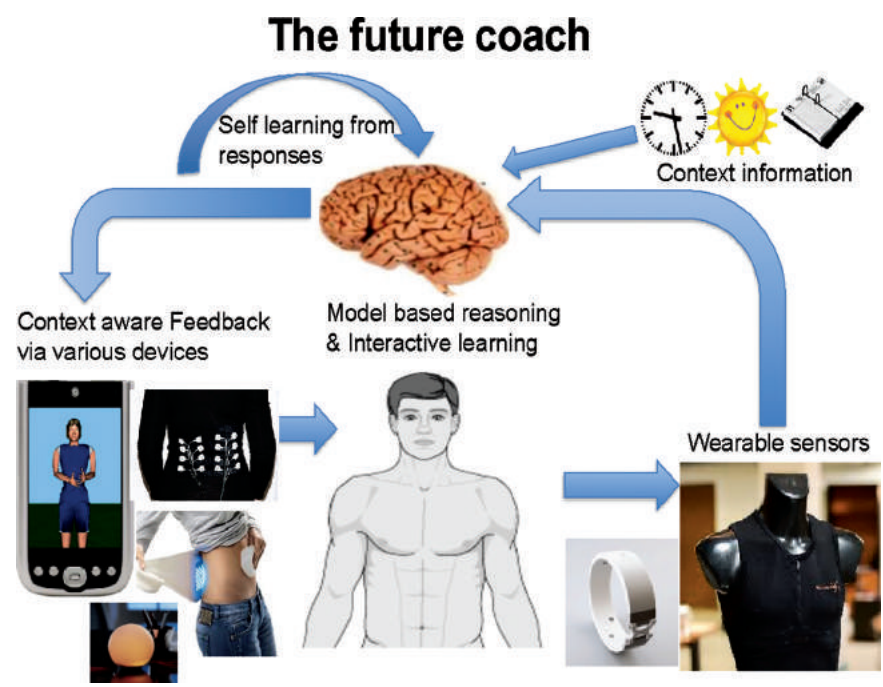 The future coach
Self learning from
responses
Context information
Model based reasoning
& Interactive learning
Context aware Feedback
via various devices
Wearable sensors